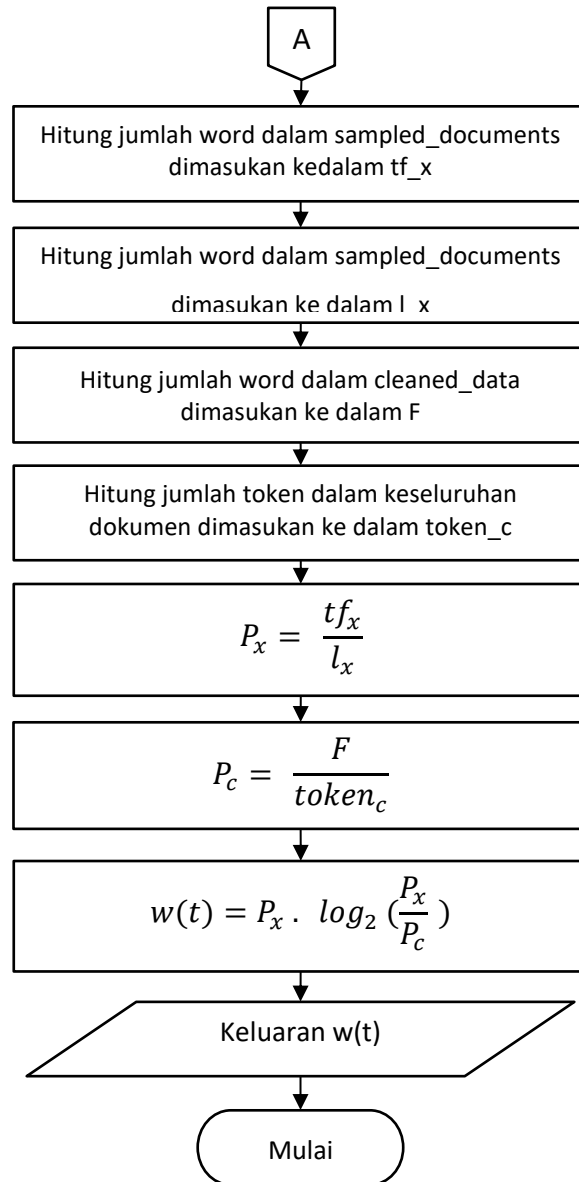 A
Hitung jumlah word dalam sampled_documents
dimasukan kedalam tf_x
Hitung jumlah word dalam sampled_documents
dimasukan ke dalam l_x
Hitung jumlah word dalam cleaned_data
dimasukan ke dalam F
Hitung jumlah token dalam keseluruhan
dokumen dimasukan ke dalam token_c
P_x = tf_x / l_x
P_c = F / token_c
w(t) = P_x . log_2 (P_x / P_c)
Keluaran w(t)
Mulai